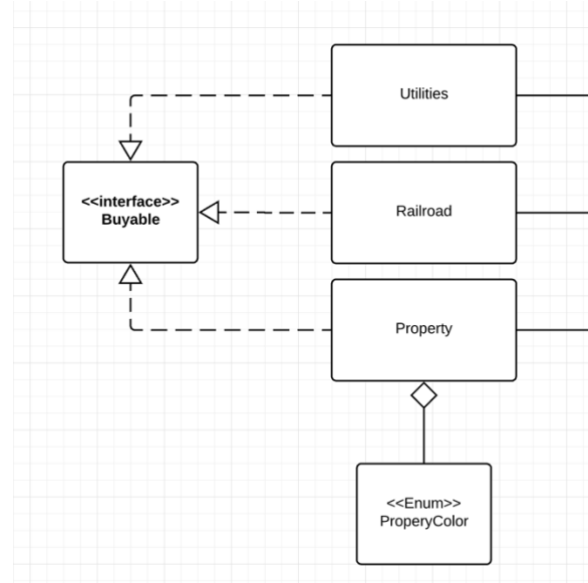 Utilities
<<interface>>
Buyable
Railroad
Property
<<Enum>>
ProperyColor